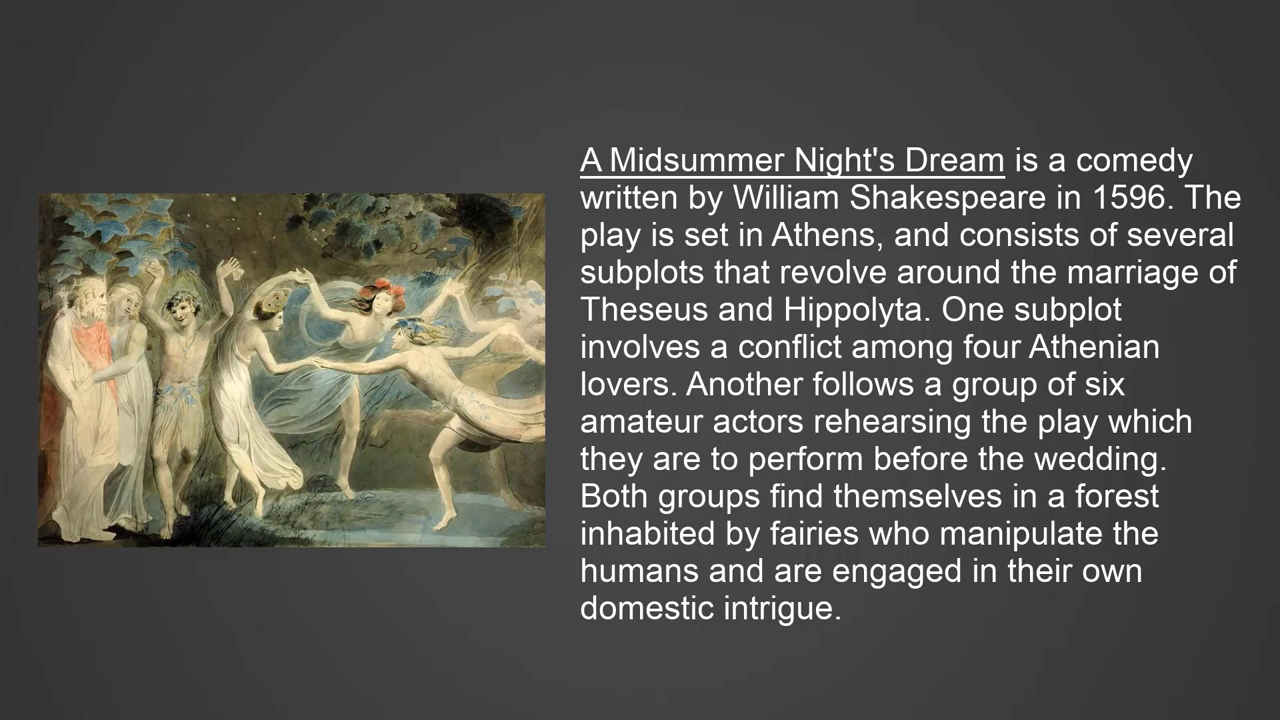 A Midsummer Night's Dream is a comedy
written by William Shakespeare in 1596. The
play is set in Athens, and consists of several
subplots that revolve around the marriage of
Theseus and Hippolyta. One subplot
involves a conflict among four Athenian
lovers. Another follows a group of six
amateur actors rehearsing the play which
they are to perform before the wedding.
Both groups find themselves in a forest
inhabited by fairies who manipulate the
humans and are engaged in their own
domestic intrigue.